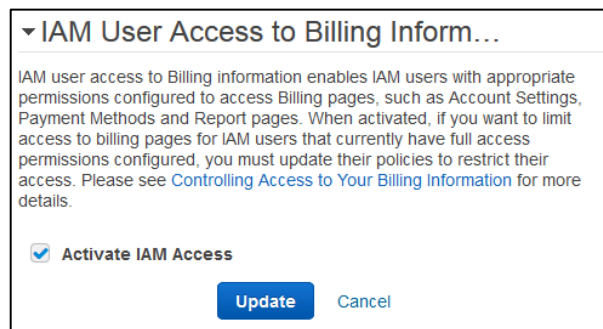 IAM User Access to Billing Inform...
IAM user access to Billing information enables IAM users with appropriate
permissions configured to access Billing pages, such as Account Settings,
Payment Methods and Report pages. When activated, if you want to limit
access to billing pages for IAM users that currently have full access
permissions configured, you must update their policies to restrict their
access. Please see Controlling Access to Your Billing Information for more
details.
Activate IAM Access
Update Cancel